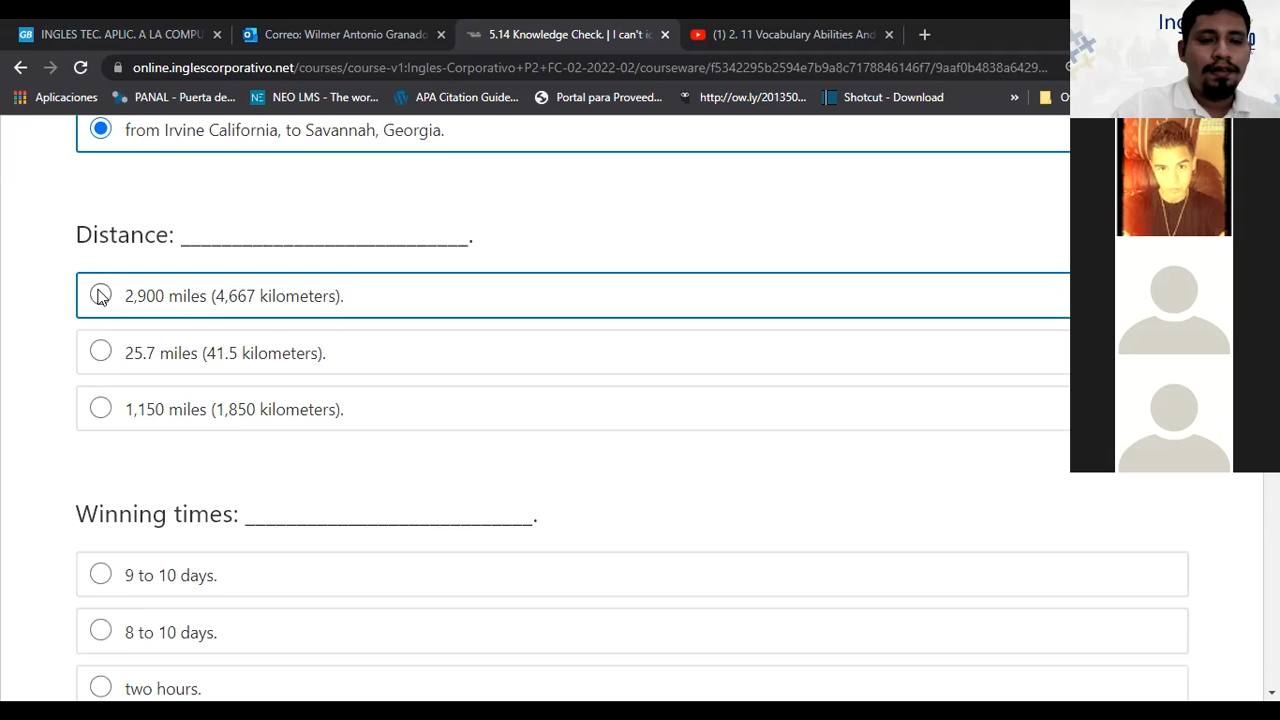 INGLES TEC. APLIC. A LA COMPU
Correo: Wilmer Antonio Granado
5.14 Knowledge Check. | I can't ic
(1) 2. 11 Vocabulary Abilities And
online.inglescorporativo.net/courses/course-v1:Ingles-Corporativo+P2+FC-02-2022-02/courseware/f5342295b2594e7b9a8c7178846146f7/9aaf0b4838a6429...
Aplicaciones
PANAL - Puerta de...
NEO LMS - The wor...
APA Citation Guide...
Portal para Proveed...
http://ow.ly/201350...
Shotcut - Download
»
from Irvine California, to Savannah, Georgia.
Distance: ____________________________.
2,900 miles (4,667 kilometers).
25.7 miles (41.5 kilometers).
1,150 miles (1,850 kilometers).
Winning times: ____________________________.
9 to 10 days.
8 to 10 days.
two hours.